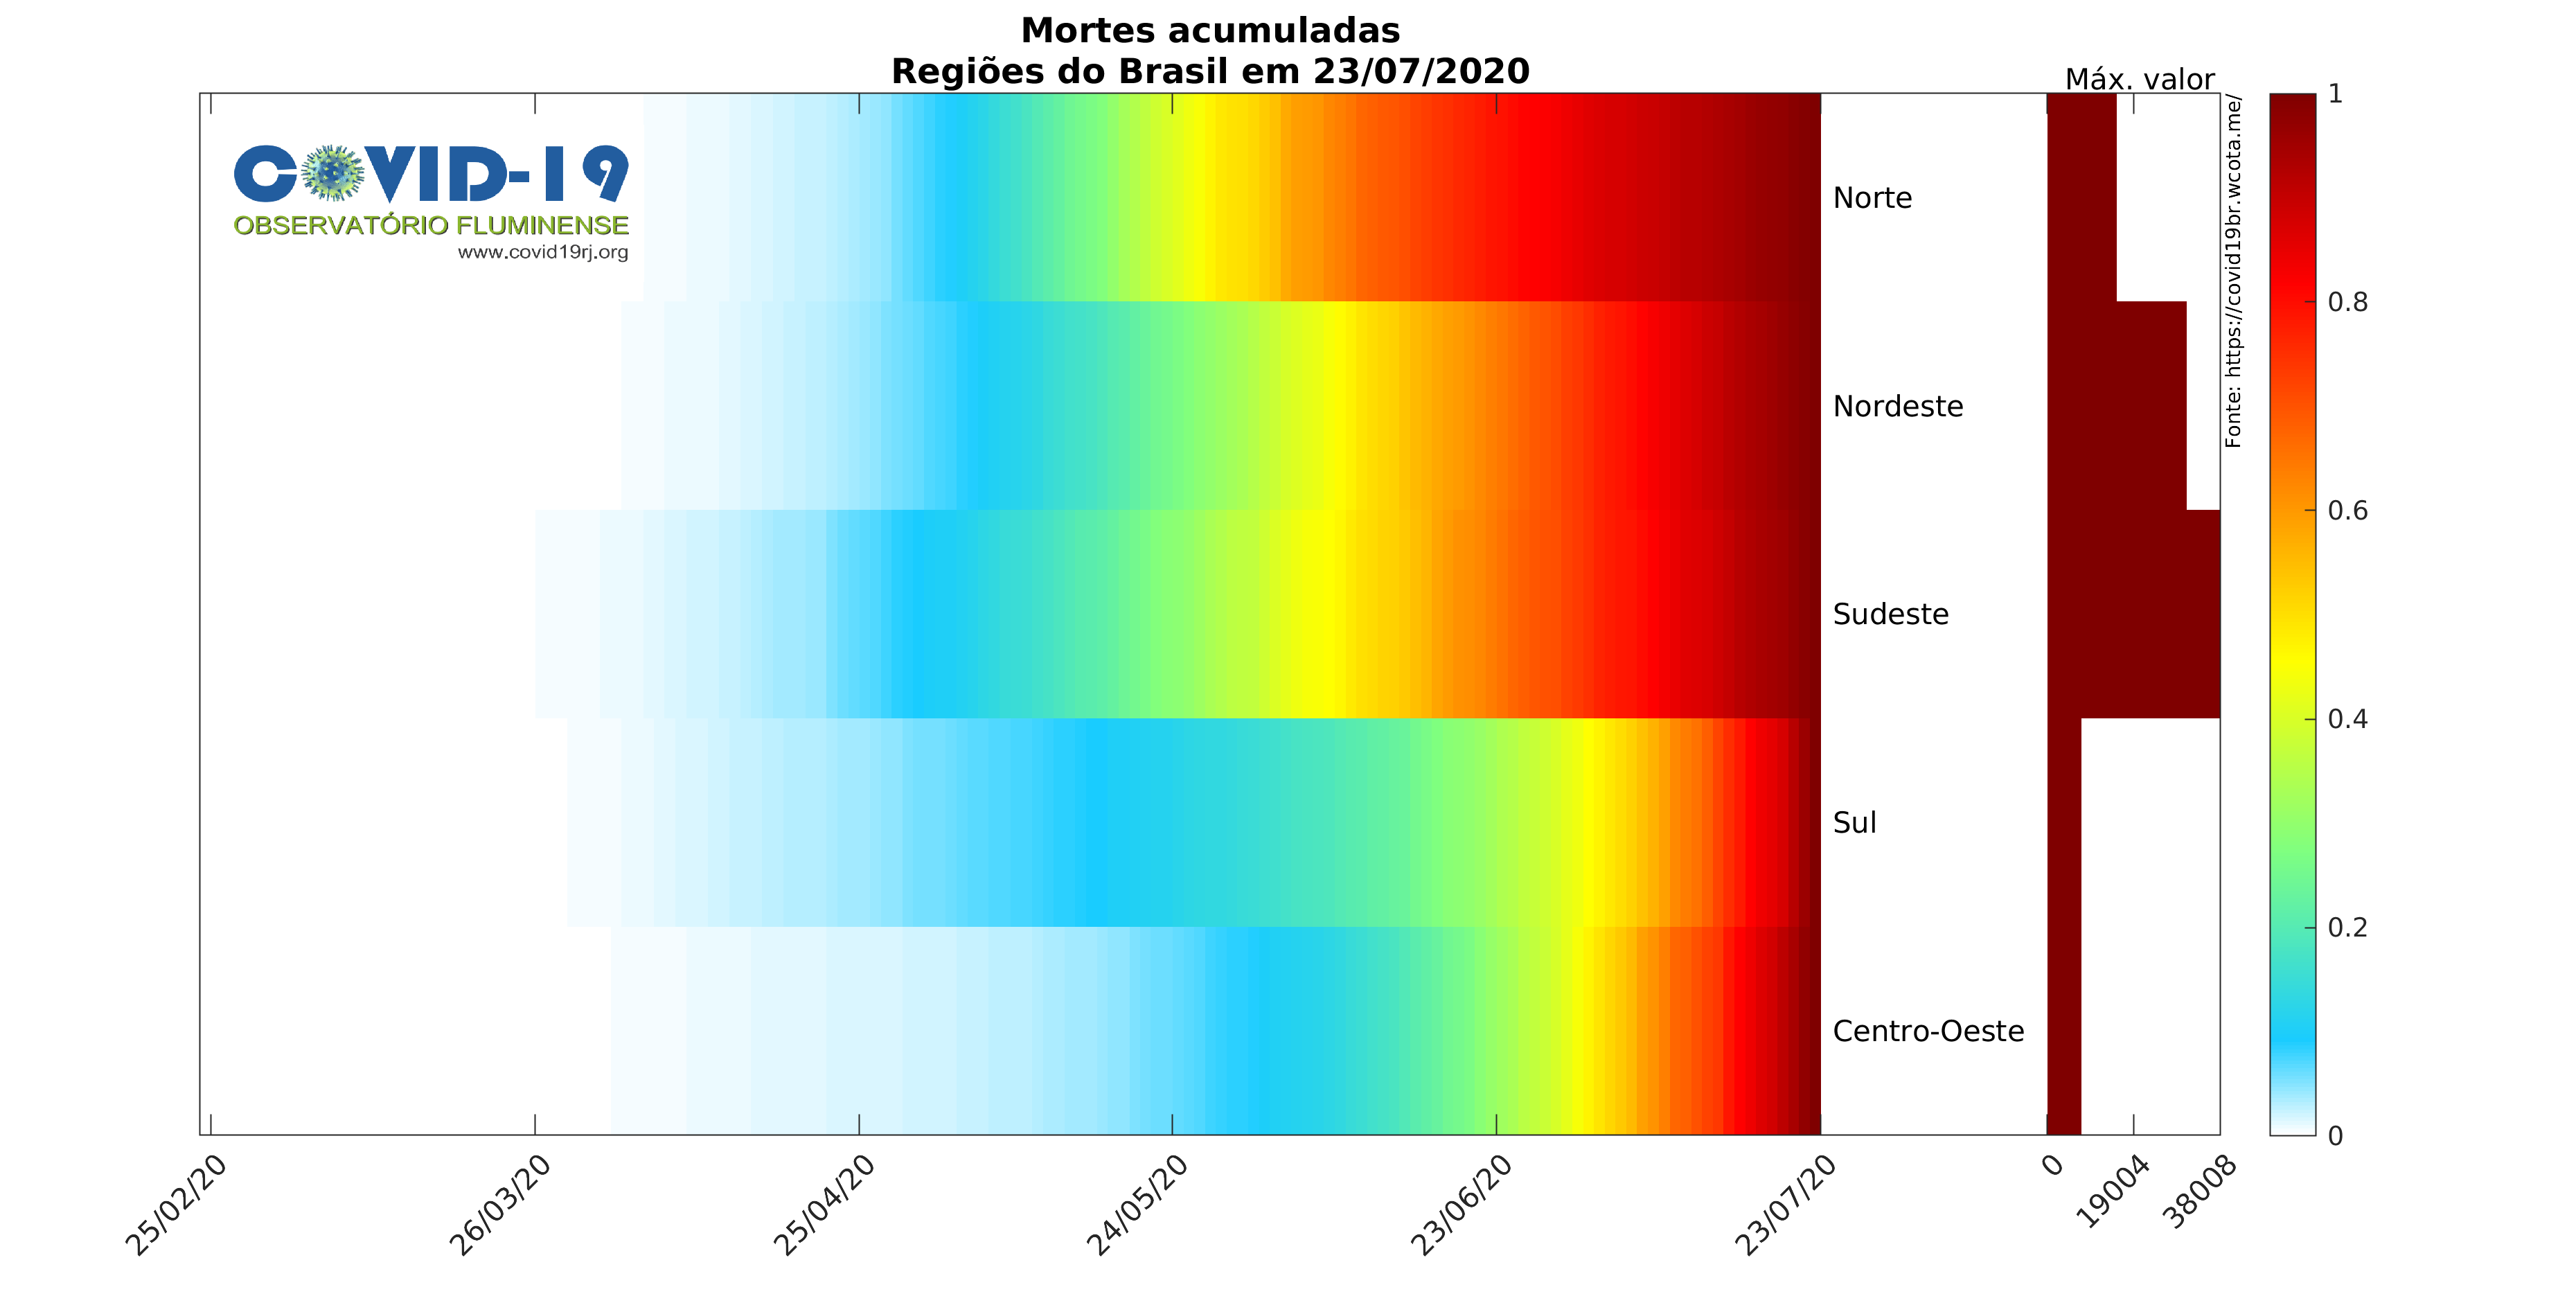 Mortes acumuladas
Regiões do Brasil em 23/07/2020
Máx. valor
COVID-19
OBSERVATÓRIO FLUMINENSE
www.covid19rj.org
Norte
Nordeste
Sudeste
Sul
Centro-Oeste
Fonte: https://covid19br.wcota.me/
1
0.8
0.6
0.4
0.2
0
25/02/20
26/03/20
25/04/20
24/05/20
23/06/20
23/07/20
0
19004
38008